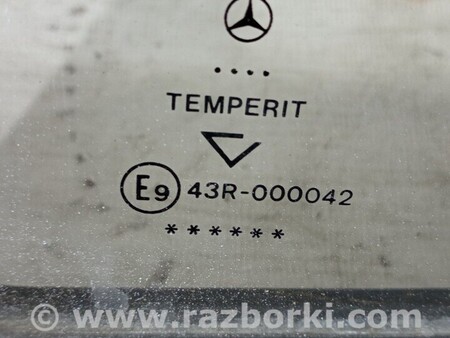 ....
TEMPERIT
E9 43R-000042
******
© www.razborki.com